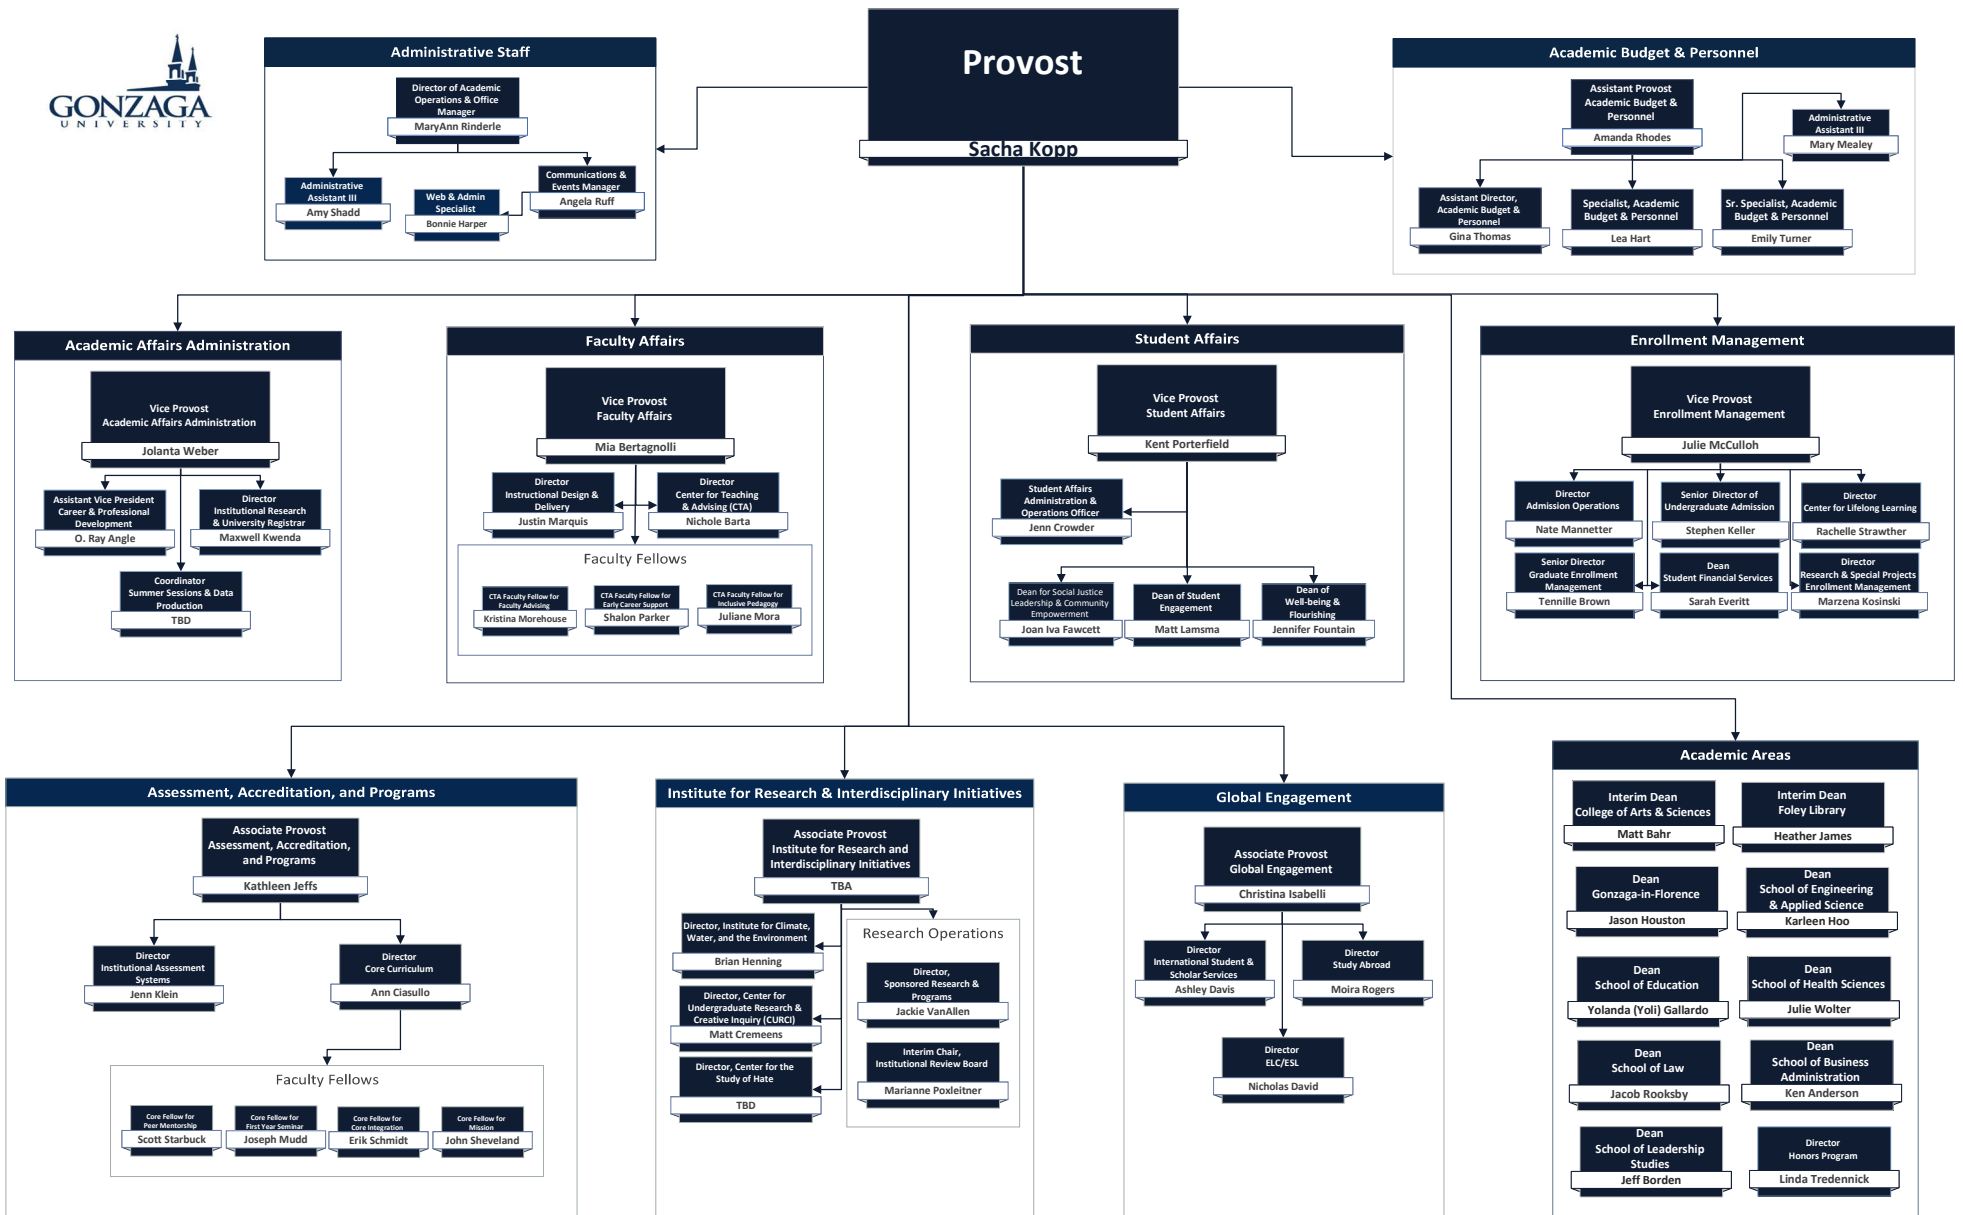 GONZAGA
UNIVERSITY
Provost
Sacha Kopp
Administrative Staff
Director of Academic
Operations & Office
Manager
MaryAnn Rinderle
Administrative
Assistant III
Amy Shadd
Web & Admin
Specialist
Bonnie Harper
Communications &
Events Manager
Angela Ruff
Academic Budget & Personnel
Assistant Provost
Academic Budget &
Personnel
Amanda Rhodes
Administrative
Assistant III
Mary Mealey
Assistant Director,
Academic Budget &
Personnel
Gina Thomas
Specialist, Academic
Budget & Personnel
Lea Hart
Sr. Specialist, Academic
Budget & Personnel
Emily Turner
Academic Affairs Administration
Vice Provost
Academic Affairs Administration
Jolanta Weber
Assistant Vice President
Career & Professional
Development
O. Ray Angle
Director
Institutional Research
& University Registrar
Maxwell Kwenda
Coordinator
Summer Sessions & Data
Production
TBD
Faculty Affairs
Vice Provost
Faculty Affairs
Mia Bertagnolli
Director
Instructional Design &
Delivery
Justin Marquis
Director
Center for Teaching
& Advising (CTA)
Nichole Barta
Faculty Fellows
CTA Faculty Fellow for
Faculty Advising
Kristina Morehouse
CTA Faculty Fellow for
Early Career Support
Shalon Parker
CTA Faculty Fellow for
Inclusive Pedagogy
Juliane Mora
Student Affairs
Vice Provost
Student Affairs
Kent Porterfield
Student Affairs
Administration &
Operations Officer
Jenn Crowder
Dean for Social Justice
Leadership & Community
Empowerment
Joan Iva Fawcett
Dean of Student
Engagement
Matt Lamsma
Dean of
Well-being &
Flourishing
Jennifer Fountain
Enrollment Management
Vice Provost
Enrollment Management
Julie McCulloh
Director
Admission Operations
Nate Mannetter
Senior Director of
Undergraduate Admission
Stephen Keller
Director
Center for Lifelong Learning
Rachelle Strawther
Senior Director
Graduate Enrollment
Management
Tennille Brown
Dean
Student Financial Services
Sarah Everitt
Director
Research & Special Projects
Enrollment Management
Marzena Kosinski
Assessment, Accreditation, and Programs
Associate Provost
Assessment, Accreditation,
and Programs
Kathleen Jeffs
Director
Institutional Assessment
Systems
Jenn Klein
Director
Core Curriculum
Ann Ciasullo
Faculty Fellows
Core Fellow for
Peer Mentorship
Scott Starbuck
Core Fellow for
First Year Seminar
Joseph Mudd
Core Fellow for
Core Integration
Erik Schmidt
Core Fellow for
Mission
John Sheveland
Institute for Research & Interdisciplinary Initiatives
Associate Provost
Institute for Research and
Interdisciplinary Initiatives
TBA
Director, Institute for Climate,
Water, and the Environment
Brian Henning
Director, Center for
Undergraduate Research &
Creative Inquiry (CURCI)
Matt Cremeens
Director, Center for the
Study of Hate
TBD
Research Operations
Director,
Sponsored Research &
Programs
Jackie VanAllen
Interim Chair,
Institutional Review Board
Marianne Poxleitner
Global Engagement
Associate Provost
Global Engagement
Christina Isabelli
Director
International Student &
Scholar Services
Ashley Davis
Director
Study Abroad
Moira Rogers
Director
ELC/ESL
Nicholas David
Academic Areas
Interim Dean
College of Arts & Sciences
Matt Bahr
Interim Dean
Foley Library
Heather James
Dean
Gonzaga-in-Florence
Jason Houston
Dean
School of Engineering
& Applied Science
Karleen Hoo
Dean
School of Education
Yolanda (Yoli) Gallardo
Dean
School of Health Sciences
Julie Wolter
Dean
School of Law
Jacob Rooksby
Dean
School of Business
Administration
Ken Anderson
Dean
School of Leadership
Studies
Jeff Borden
Director
Honors Program
Linda Tredennick